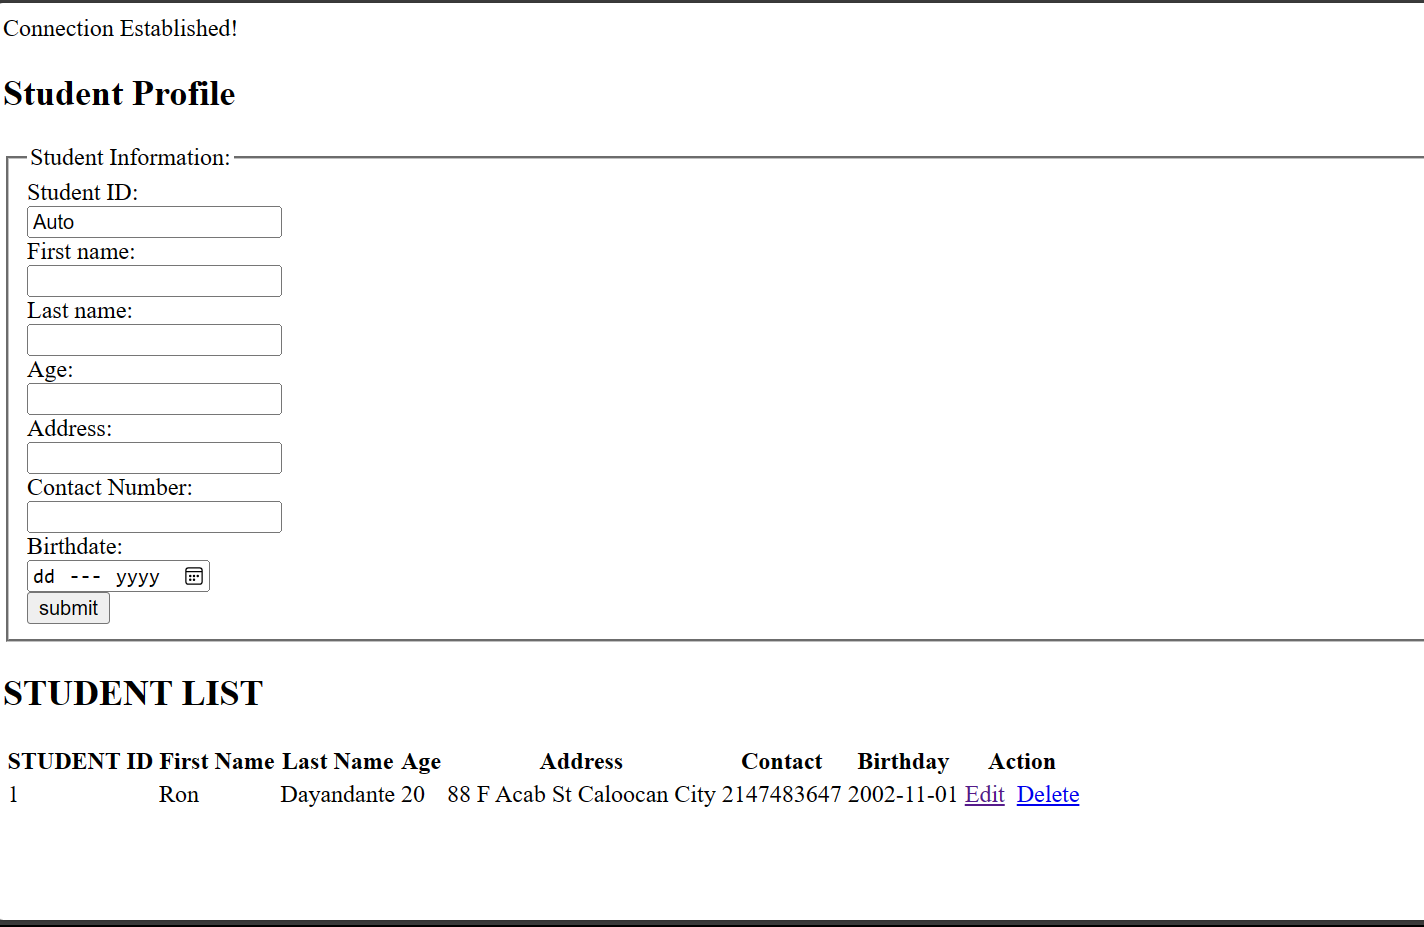 Connection Established!
Student Profile
Student Information:
Student ID:
Auto
First name:
Last name:
Age:
Address:
Contact Number:
Birthdate:
dd --- yyyy
submit
STUDENT LIST
STUDENT ID First Name Last Name Age Address Contact Birthday Action
1 Ron Dayandante 20 88 F Acab St Caloocan City 2147483647 2002-11-01 Edit Delete